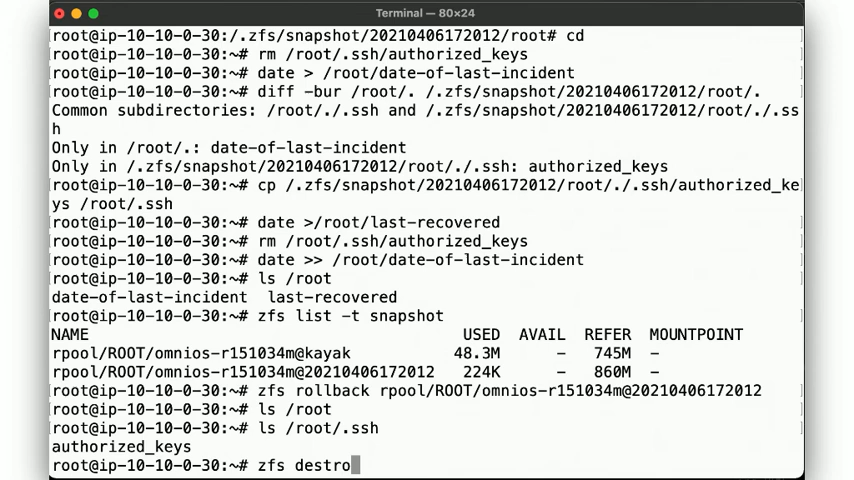 Terminal — 80×24
root@ip-10-10-0-30:/.zfs/snapshot/20210406172012/root# cd
root@ip-10-10-0-30:~# rm /root/.ssh/authorized_keys
root@ip-10-10-0-30:~# date > /root/date-of-last-incident
root@ip-10-10-0-30:~# diff -bur /root/. /.zfs/snapshot/20210406172012/root/.
Common subdirectories: /root/./.ssh and /.zfs/snapshot/20210406172012/root/./.ss
h
Only in /root/.: date-of-last-incident
Only in /.zfs/snapshot/20210406172012/root/./.ssh: authorized_keys
root@ip-10-10-0-30:~# cp /.zfs/snapshot/20210406172012/root/./.ssh/authorized_ke
ys /root/.ssh
root@ip-10-10-0-30:~# date >/root/last-recovered
root@ip-10-10-0-30:~# rm /root/.ssh/authorized_keys
root@ip-10-10-0-30:~# date >> /root/date-of-last-incident
root@ip-10-10-0-30:~# ls /root
date-of-last-incident  last-recovered
root@ip-10-10-0-30:~# zfs list -t snapshot
NAME                                        USED  AVAIL  REFER  MOUNTPOINT
rpool/ROOT/omnios-r151034m@kayak           48.3M      -   745M  -
rpool/ROOT/omnios-r151034m@20210406172012   224K      -   860M  -
root@ip-10-10-0-30:~# zfs rollback rpool/ROOT/omnios-r151034m@20210406172012
root@ip-10-10-0-30:~# ls /root
root@ip-10-10-0-30:~# ls /root/.ssh
authorized_keys
root@ip-10-10-0-30:~# zfs destro